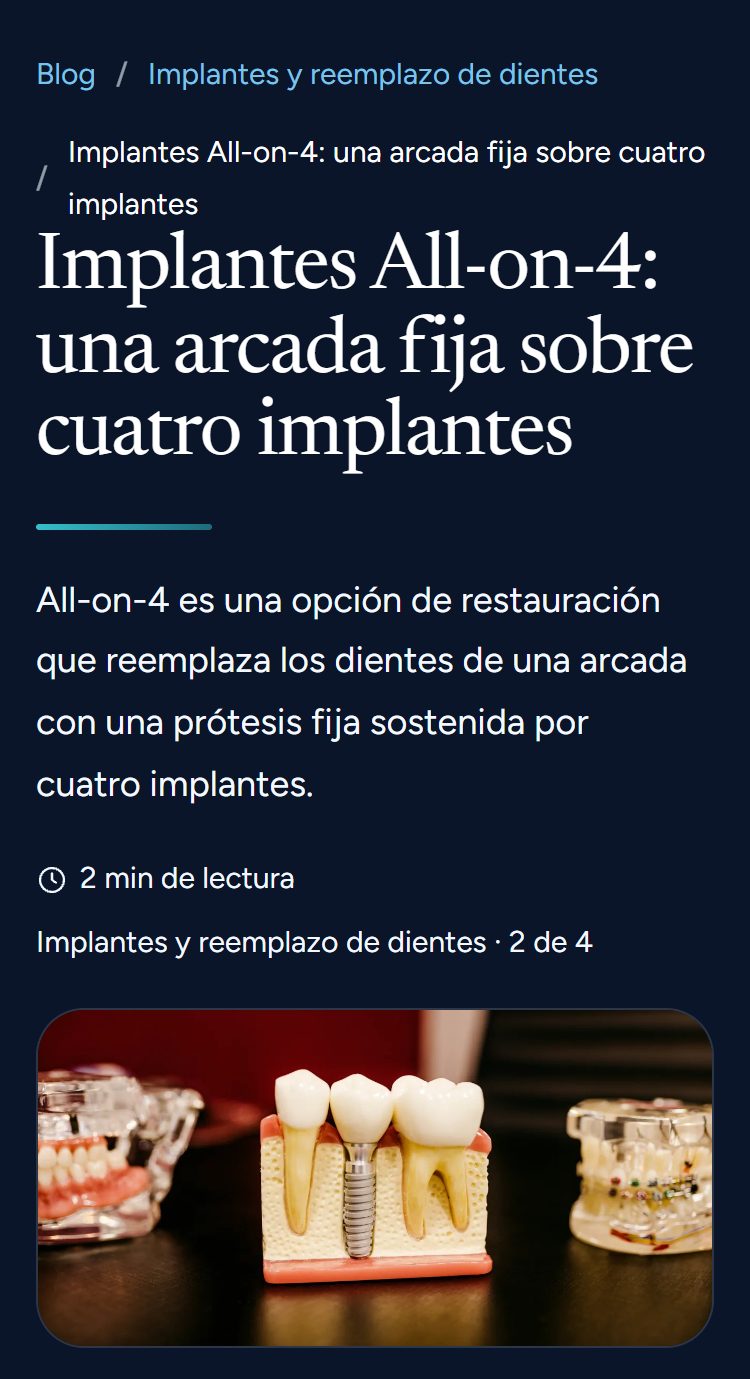 Blog / Implantes y reemplazo de dientes
/ Implantes All-on-4: una arcada fija sobre cuatro
implantes
Implantes All-on-4:
una arcada fija sobre
cuatro implantes
All-on-4 es una opción de restauración
que reemplaza los dientes de una arcada
con una prótesis fija sostenida por
cuatro implantes.
2 min de lectura
Implantes y reemplazo de dientes · 2 de 4